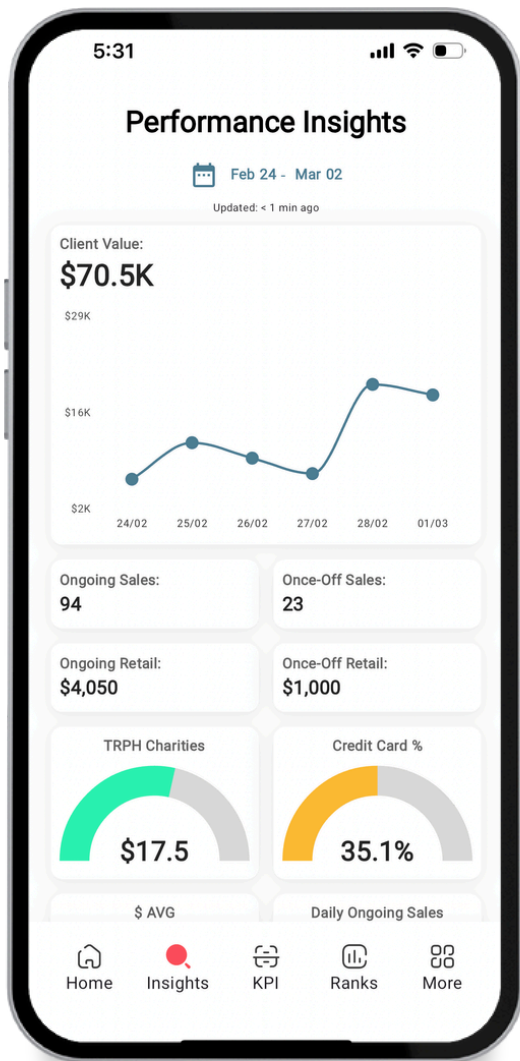 5:31
Performance Insights
Feb 24 - Mar 02
Updated: < 1 min ago
Client Value:
$70.5K
$29K
$16K
$2K
24/02 25/02 26/02 27/02 28/02 01/03
Ongoing Sales:
94
Once-Off Sales:
23
Ongoing Retail:
$4,050
Once-Off Retail:
$1,000
TRPH Charities
$17.5
Credit Card %
35.1%
$ AVG
Daily Ongoing Sales
Home Insights KPI Ranks More